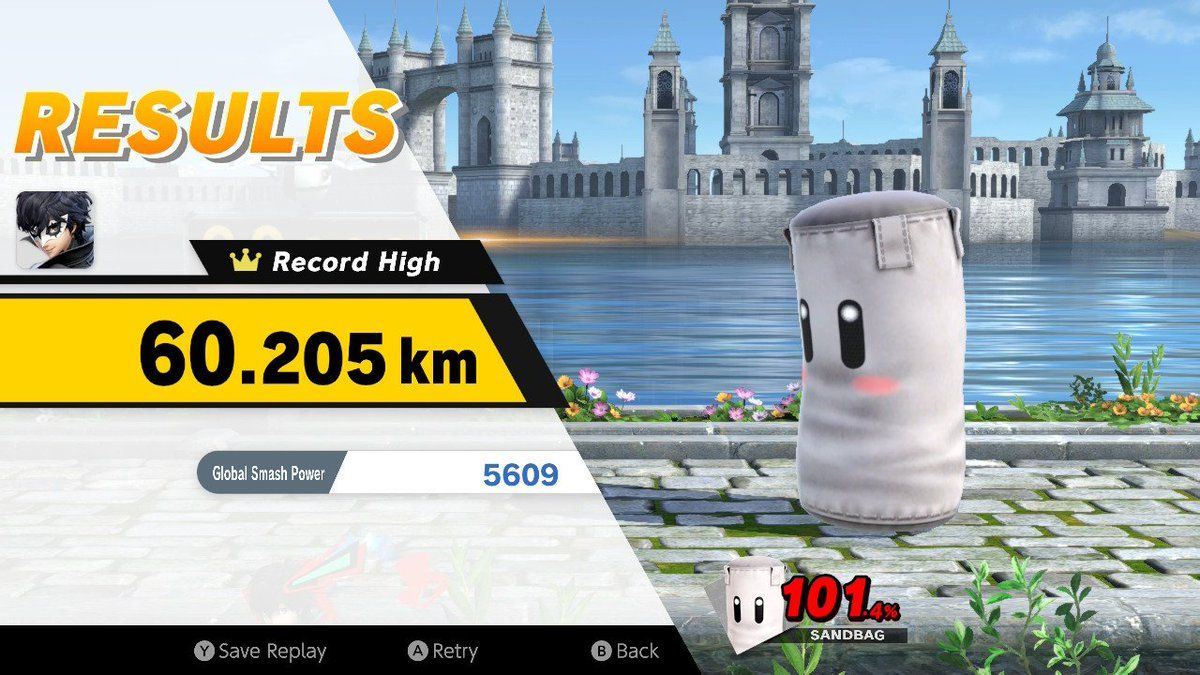 RESULTS
Record High
60.205 km
Global Smash Power 5609
101.4%
SANDBAG
Y Save Replay A Retry B Back